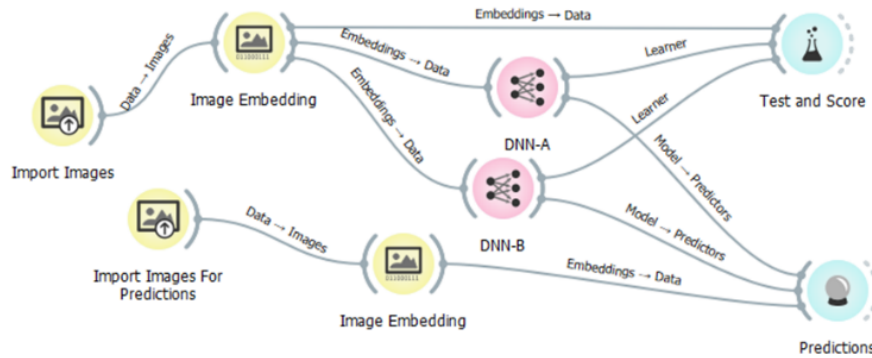 Embeddings → Data
Data → Images
Embeddings → Data
Learner
Image Embedding
Test and Score
Embeddings → Data
Learner
Import Images
DNN-A
Model → Predictors
Data → Images
Model → Predictors
DNN-B
Import Images For
Predictions
Embeddings → Data
Image Embedding
Predictions